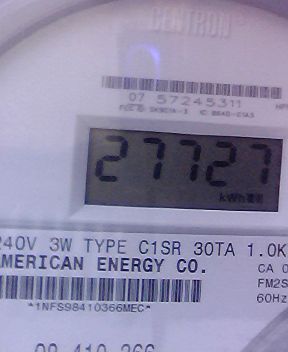 CENTRON
07 57245311
27727
kWh
240V 3W TYPE C1SR 30TA 1.0K
AMERICAN ENERGY CO.
CA 0
FM2S
60Hz
*1NFS98410366MEC*